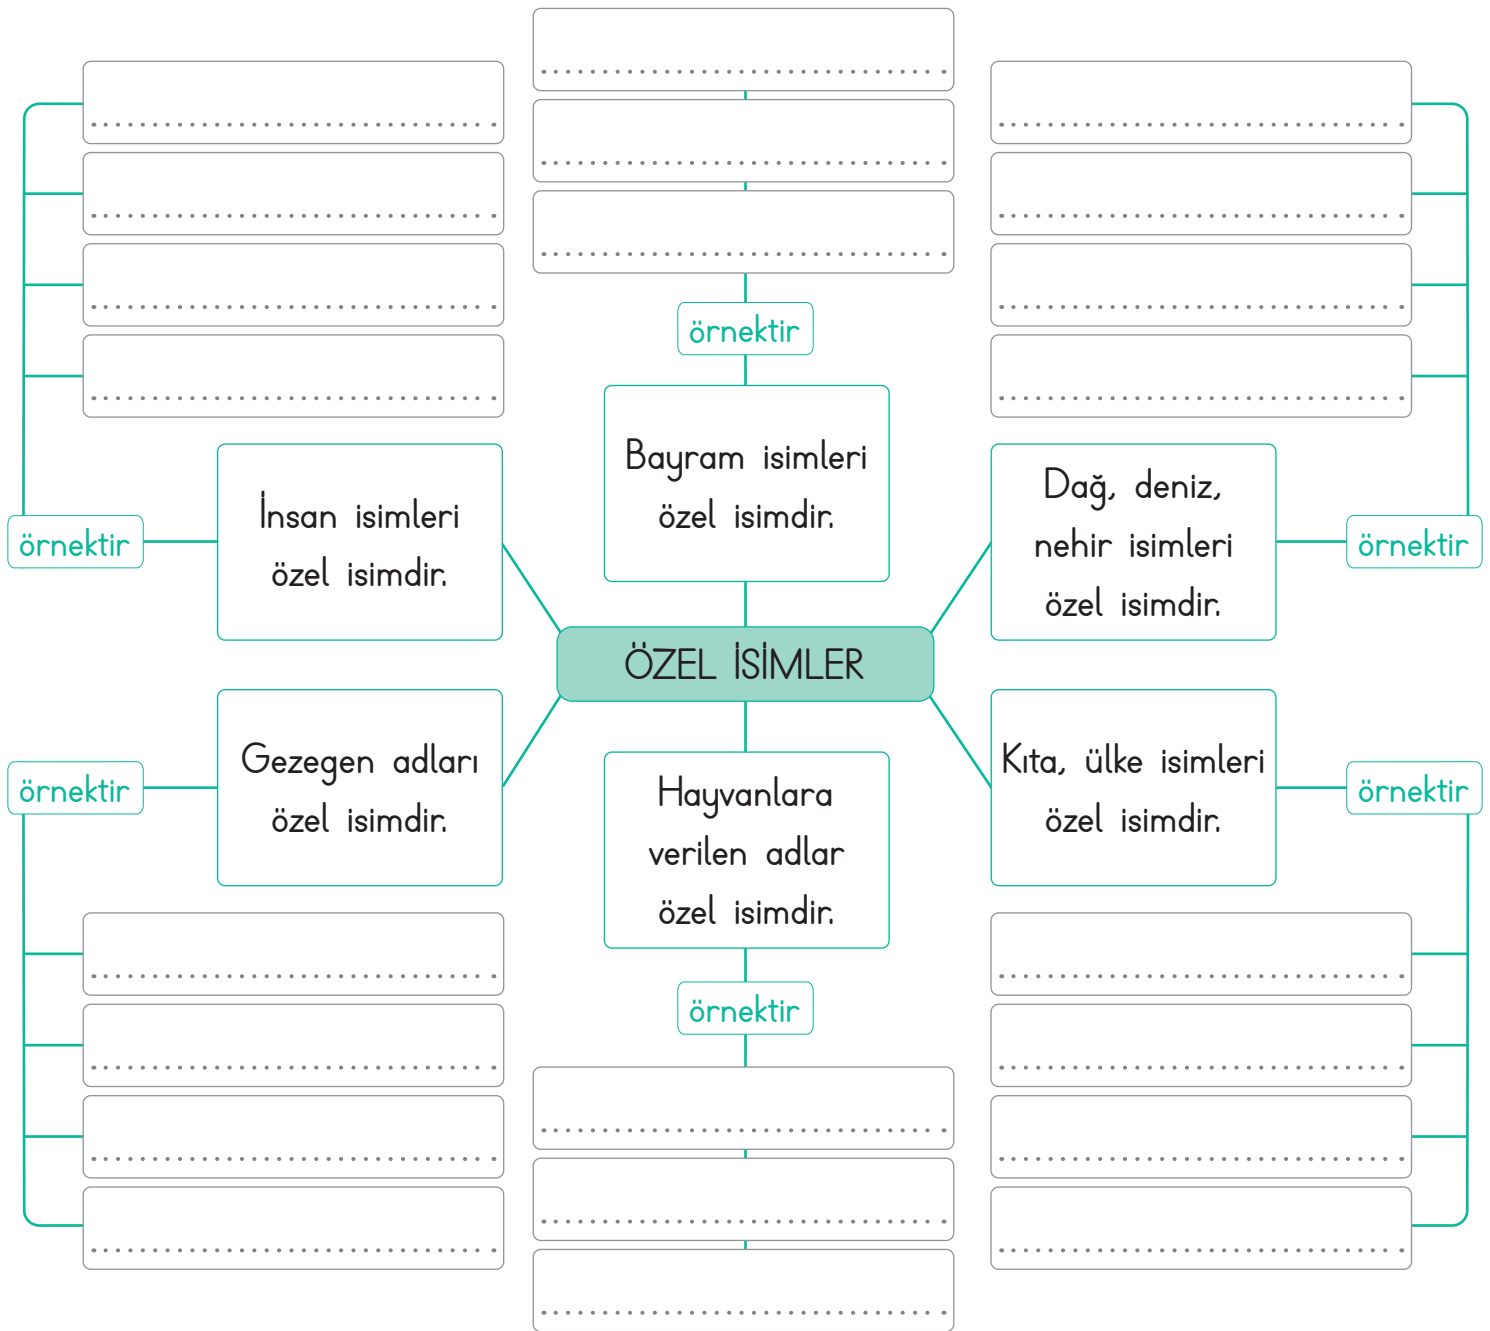 örnektir
Bayram isimleri
özel isimdir.
İnsan isimleri
özel isimdir.
örnektir
Dağ, deniz,
nehir isimleri
özel isimdir.
örnektir
ÖZEL İSİMLER
Gezegen adları
özel isimdir.
örnektir
Hayvanlara
verilen adlar
özel isimdir.
örnektir
Kıta, ülke isimleri
özel isimdir.
örnektir